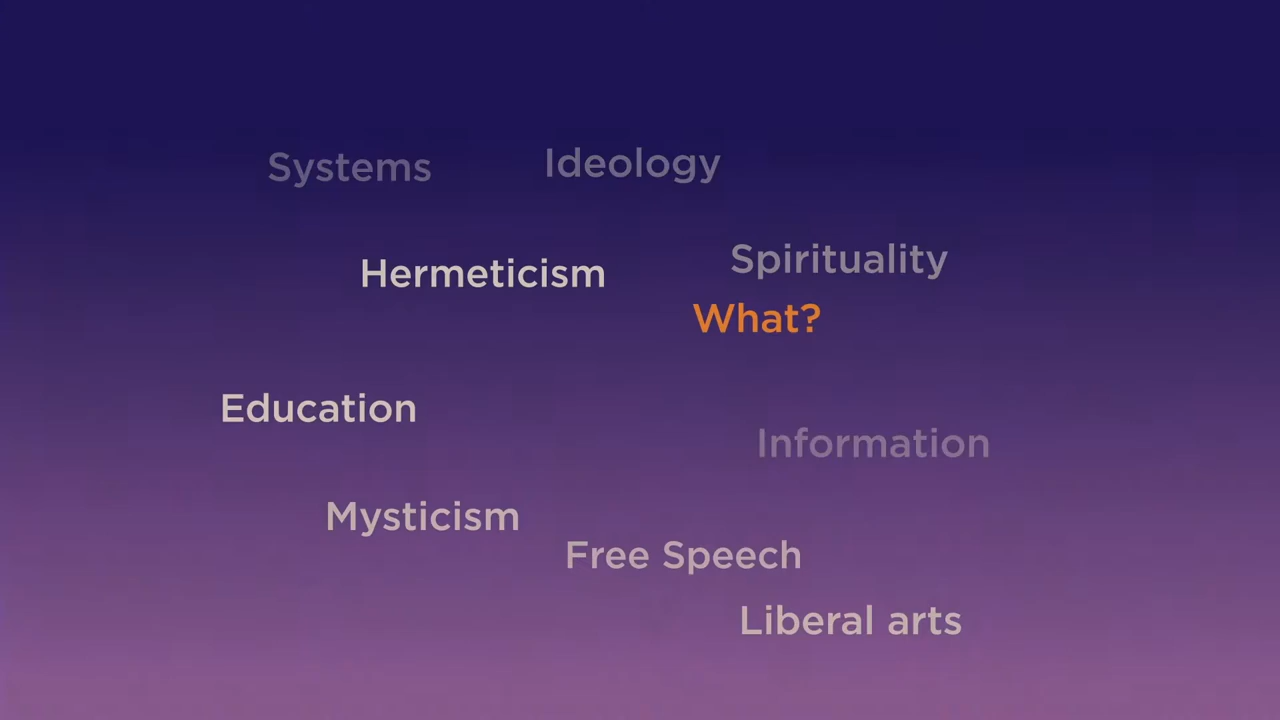 Systems
Ideology
Hermeticism
Spirituality
What?
Education
Information
Mysticism
Free Speech
Liberal arts